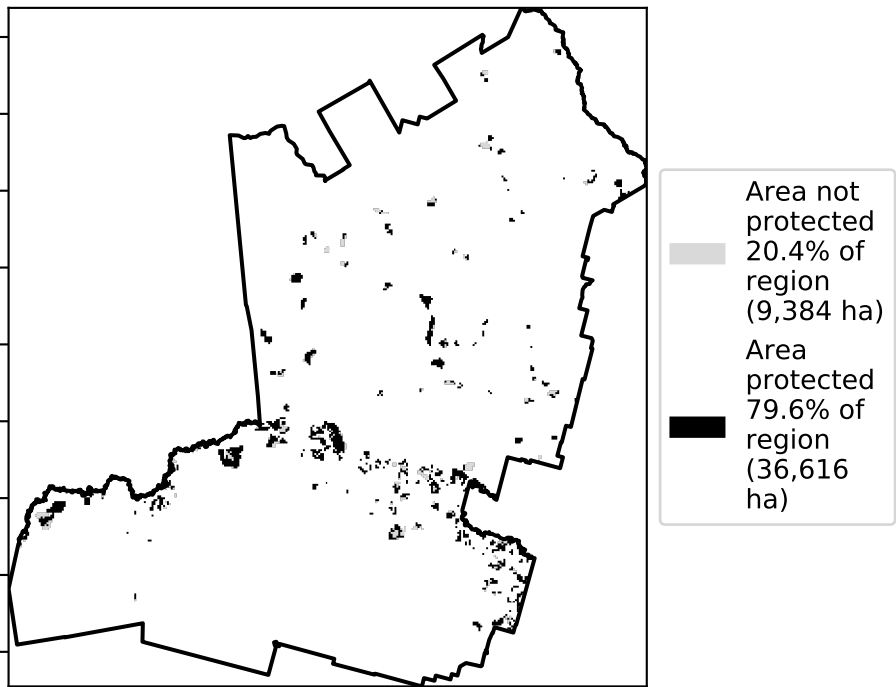 Area not
protected
20.4% of
region
(9,384 ha)
Area
protected
79.6% of
region
(36,616
ha)